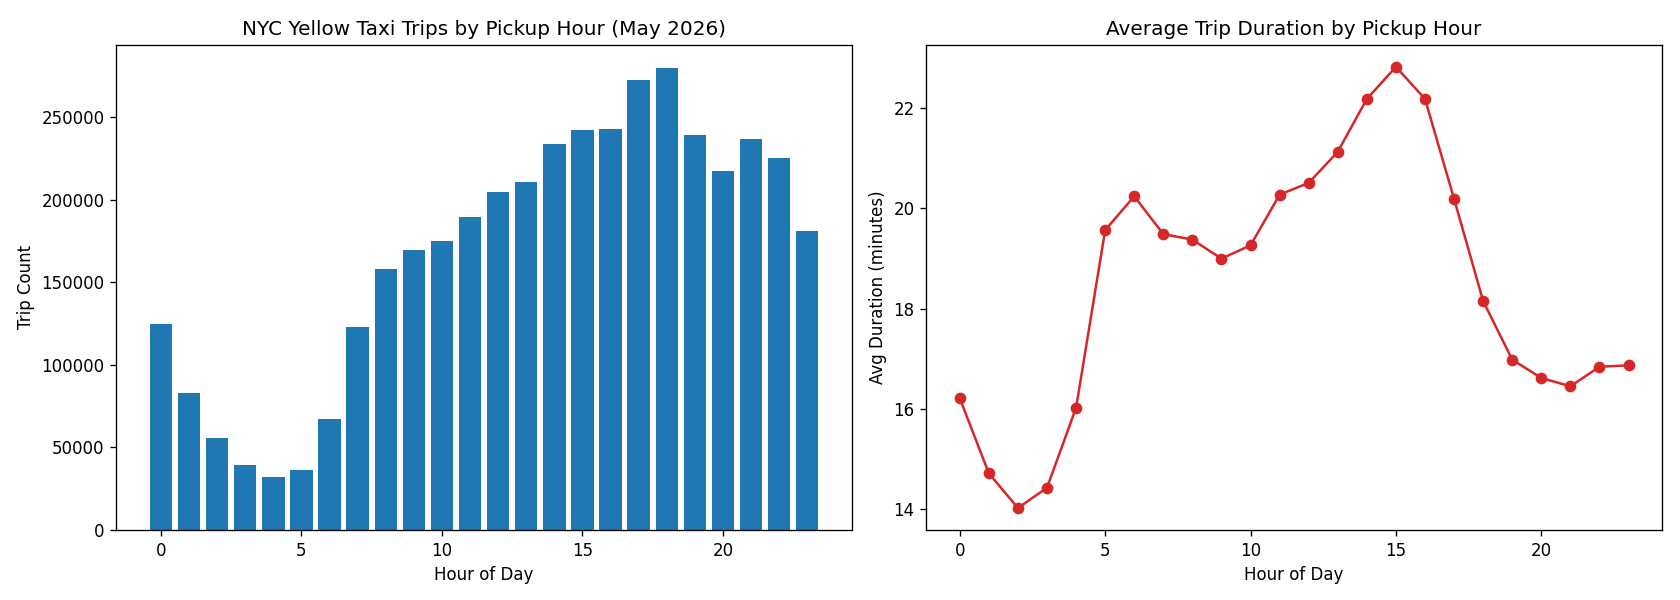 NYC Yellow Taxi Trips by Pickup Hour (May 2026)
Trip Count
250000
200000
150000
100000
50000
0
0 5 10 15 20
Hour of Day
Average Trip Duration by Pickup Hour
Avg Duration (minutes)
22
20
18
16
14
0 5 10 15 20
Hour of Day